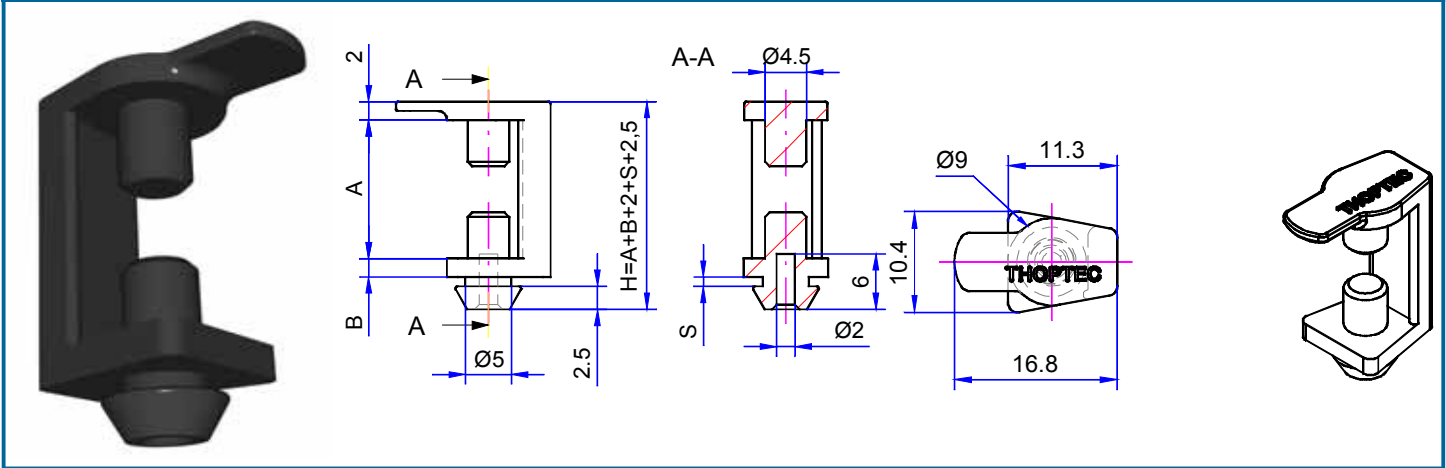 2
A
B
A
A
Ø5
2.5
H=A+B+2+S+2,5
A-A
Ø4.5
S
6
Ø2
Ø9
11.3
10.4
THOPTEC
16.8
THOPTEC